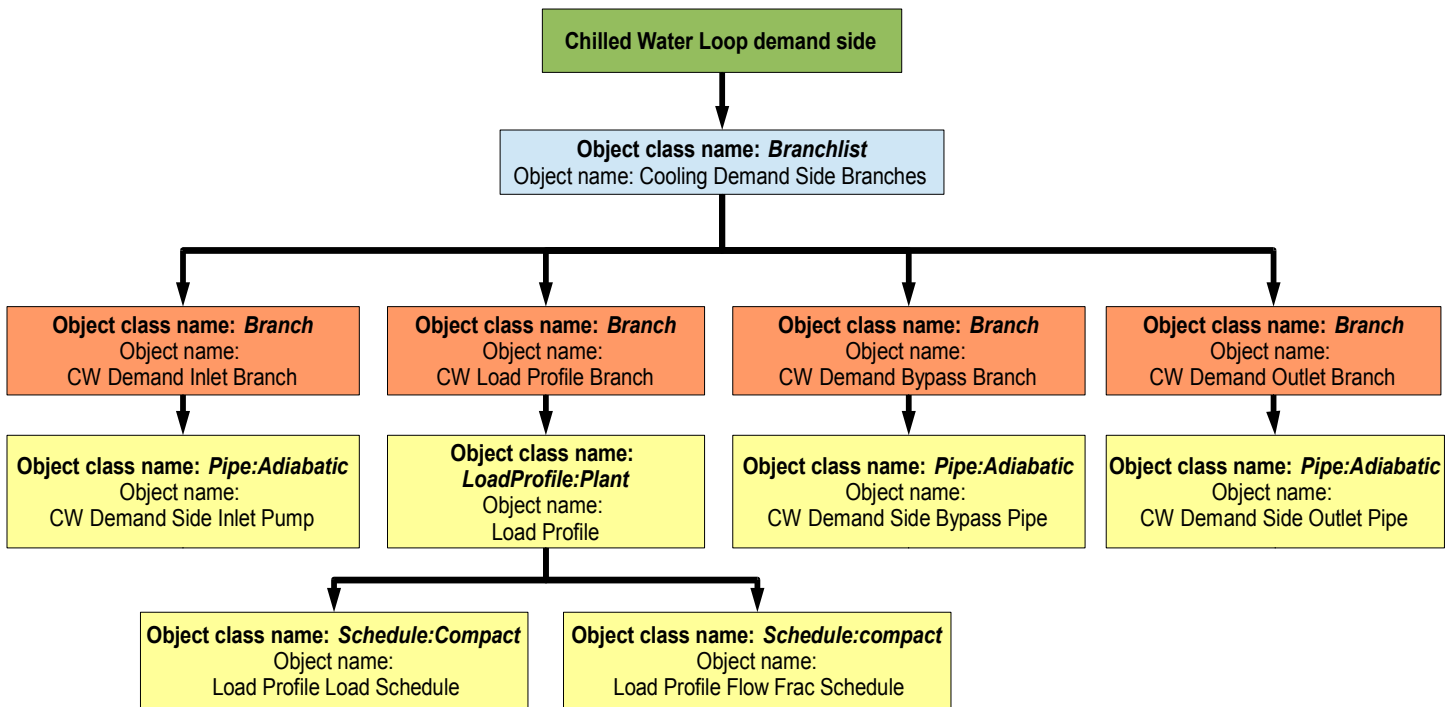 Chilled Water Loop demand side
Object class name: Branchlist
Object name: Cooling Demand Side Branches
Object class name: Branch
Object name:
CW Demand Inlet Branch
Object class name: Branch
Object name:
CW Load Profile Branch
Object class name: Branch
Object name:
CW Demand Bypass Branch
Object class name: Branch
Object name:
CW Demand Outlet Branch
Object class name: Pipe:Adiabatic
Object name:
CW Demand Side Inlet Pump
Object class name:
LoadProfile:Plant
Object name:
Load Profile
Object class name: Pipe:Adiabatic
Object name:
CW Demand Side Bypass Pipe
Object class name: Pipe:Adiabatic
Object name:
CW Demand Side Outlet Pipe
Object class name: Schedule:Compact
Object name:
Load Profile Load Schedule
Object class name: Schedule:compact
Object name:
Load Profile Flow Frac Schedule